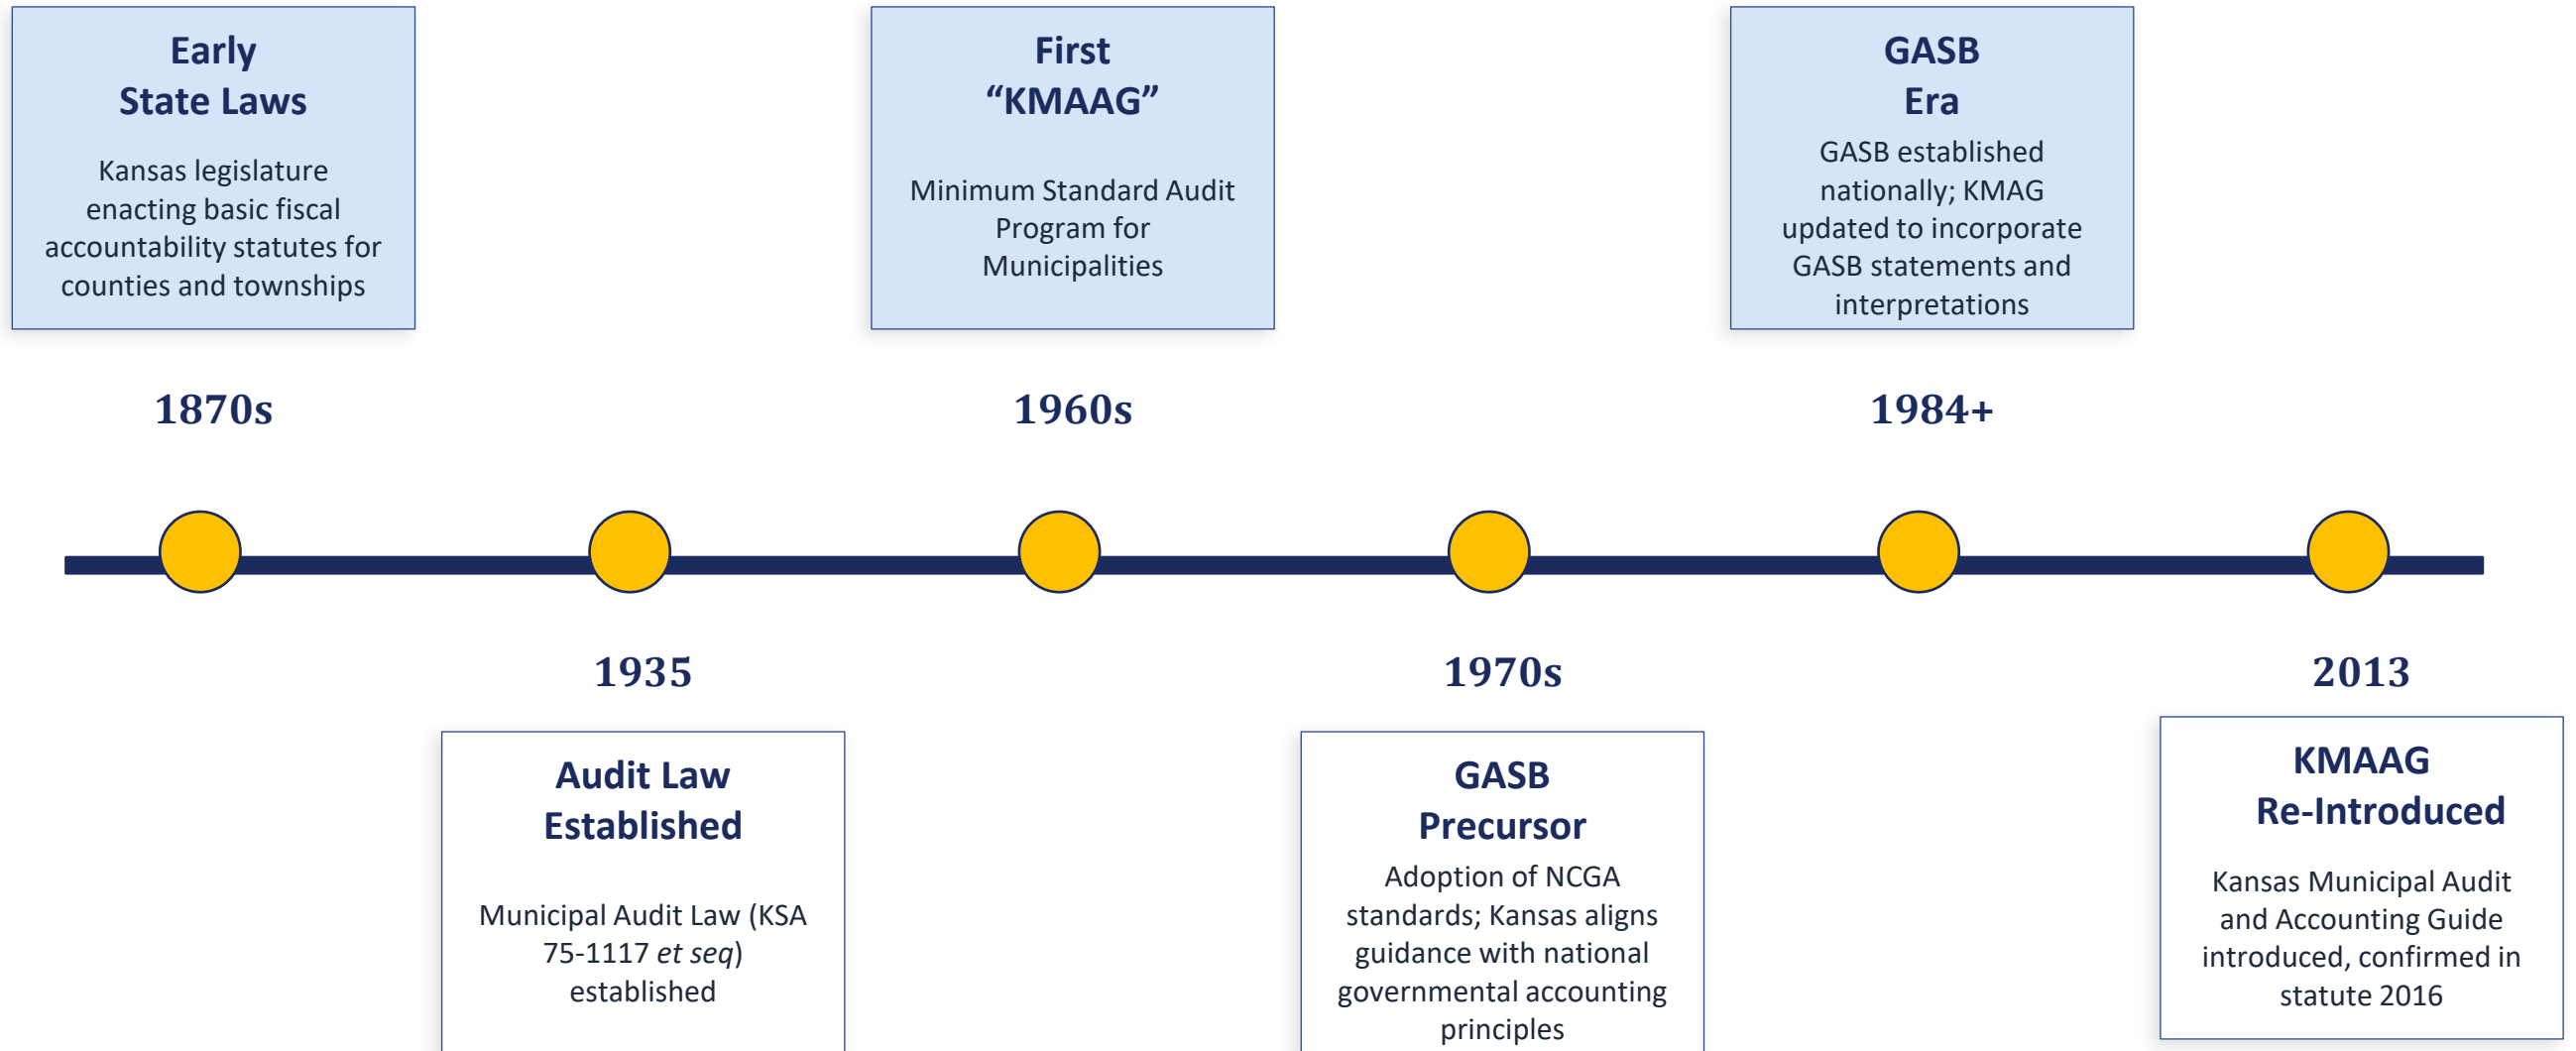 Early
State Laws
Kansas legislature
enacting basic fiscal
accountability statutes for
counties and townships
1870s
First
“KMAAG”
Minimum Standard Audit
Program for
Municipalities
1960s
GASB
Era
GASB established
nationally; KMAG
updated to incorporate
GASB statements and
interpretations
1984+
1935
Audit Law
Established
Municipal Audit Law (KSA
75-1117 et seq)
established
1970s
GASB
Precursor
Adoption of NCGA
standards; Kansas aligns
guidance with national
governmental accounting
principles
2013
KMAAG
Re-Introduced
Kansas Municipal Audit
and Accounting Guide
introduced, confirmed in
statute 2016